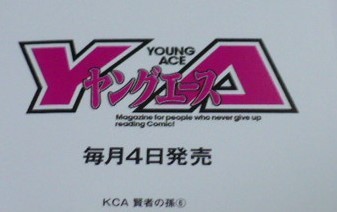 YOUNG
ACE
YA
ヤングエース
Magazine for people who never give up
reading Comic!
毎月4日発売
KCA 賢者の孫⑥